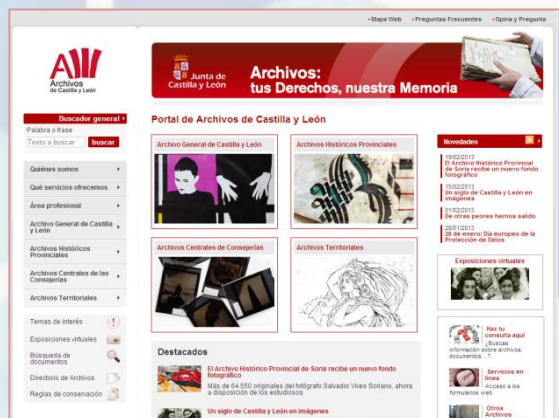 •Mapa Web •Preguntas Frecuentes •Opina y Pregunta
Archivos
de Castilla y León
Junta de
Castilla y León
Archivos:
tus Derechos, nuestra Memoria
Buscador general
Palabra o frase
Texto a buscar buscar
Quiénes somos
Qué servicios ofrecemos
Área profesional
Archivo General de Castilla
y León
Archivos Históricos
Provinciales
Archivos Centrales de las
Consejerías
Archivos Territoriales
Temas de interés
Exposiciones virtuales
Búsqueda de
documentos
Directorio de Archivos
Reglas de conservación
Portal de Archivos de Castilla y León
Archivo General de Castilla y León
Archivos Históricos Provinciales
Archivos Centrales de Consejerías
Archivos Territoriales
Destacados
El Archivo Histórico Provincial de Soria recibe un nuevo fondo
fotográfico
Más de 64.550 originales del fotógrafo Salvador Vives Soriano, ahora
a disposición de los estudiosos
Un siglo de Castilla y León en imágenes
Novedades
19/02/2013
El Archivo Histórico Provincial
de Soria recibe un nuevo fondo
fotográfico
15/02/2013
Un siglo de Castilla y León en
imágenes
01/02/2013
De otras peores hemos salido
28/01/2013
28 de enero: Día europeo de la
Protección de Datos
Exposiciones virtuales
Haz tu
consulta aquí
¿Buscas
información sobre archivos,
documentos...?
Servicios en
línea
Acceso a los
formularios web
Otros
Archivos